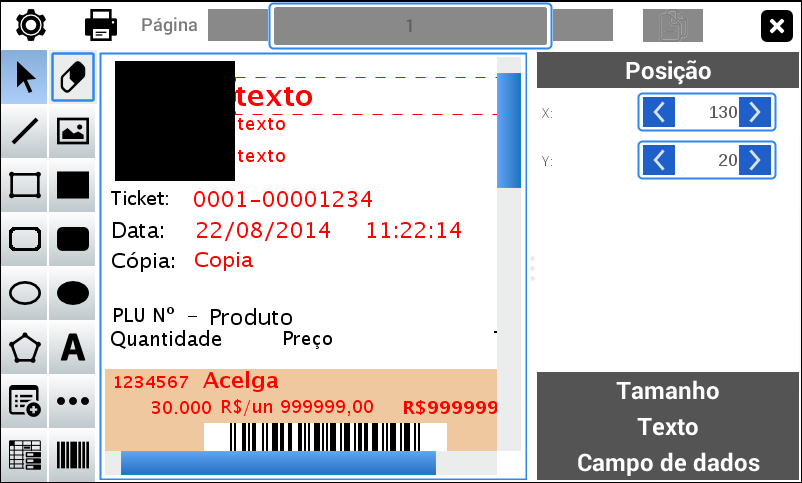 Página 1
Posição
X: 130
Y: 20
texto
texto
texto
Ticket: 0001-00001234
Data: 22/08/2014 11:22:14
Cópia: Copia
PLU Nº - Produto
Quantidade Preço
1234567 Acelga
30.000 R$/un 999999,00 R$999999
A
Tamanho
Texto
Campo de dados